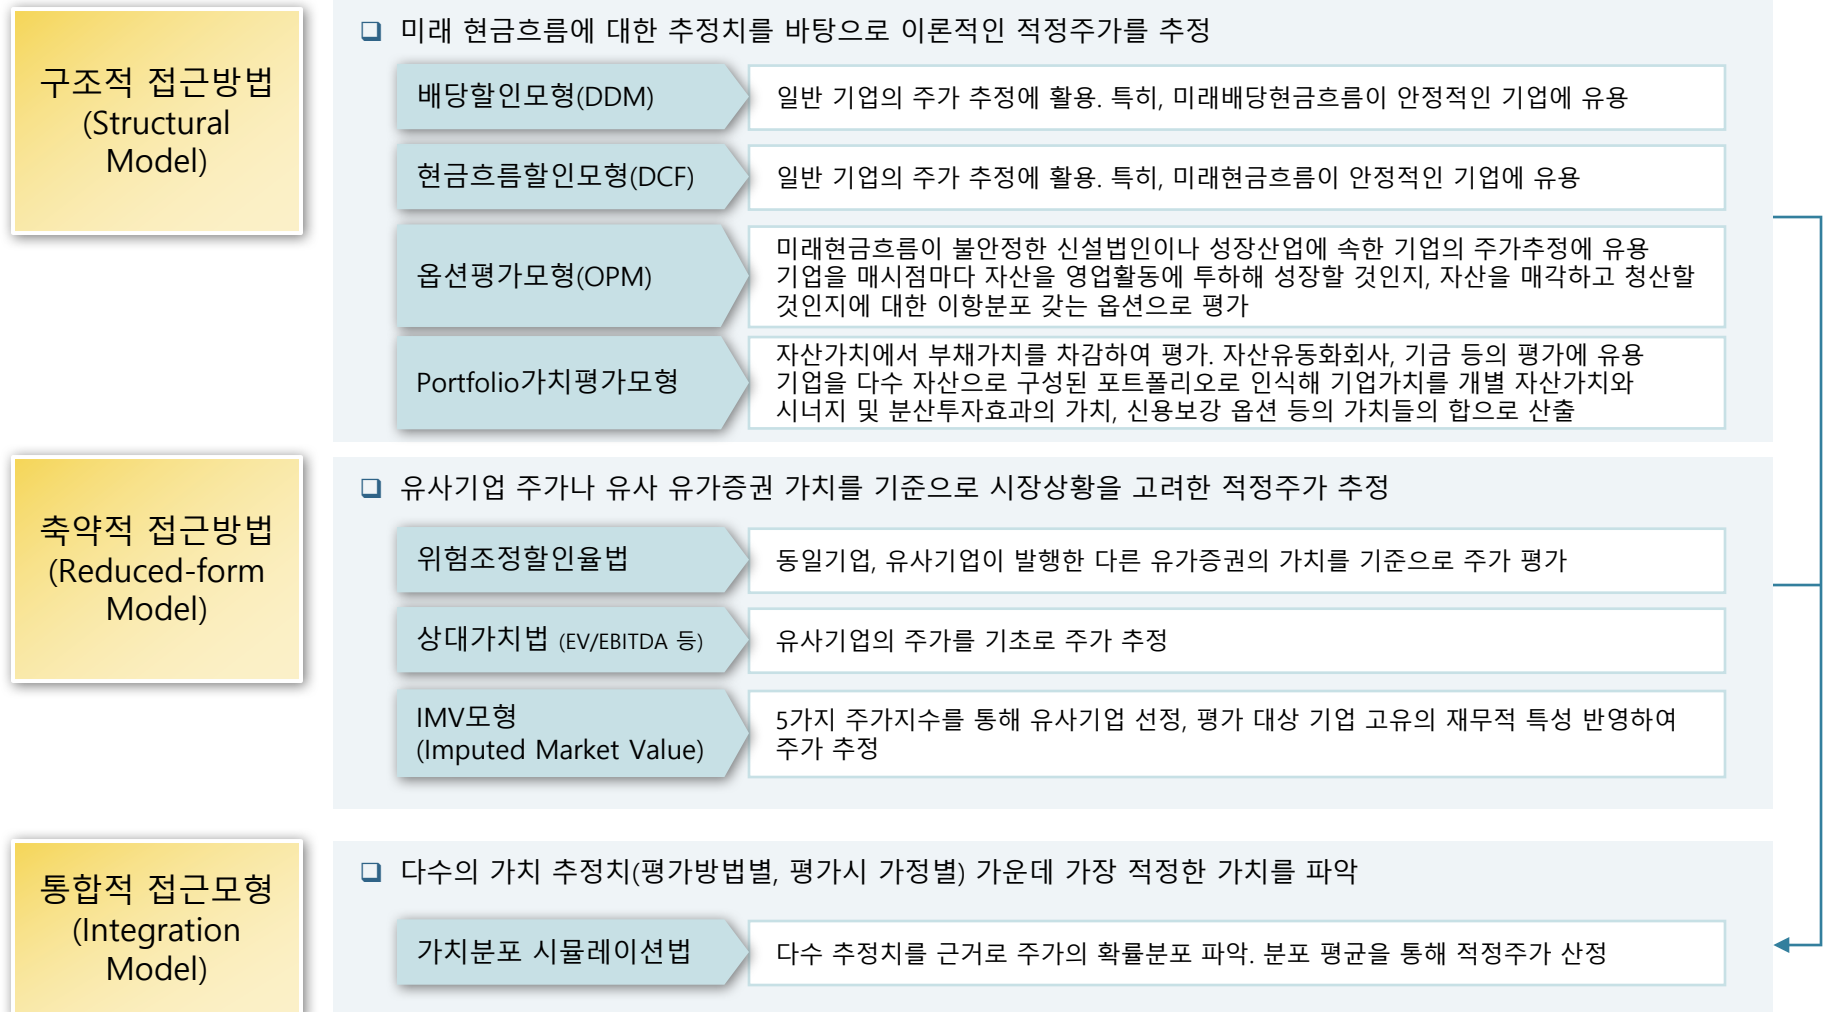 구조적 접근방법
(Structural
Model)
미래 현금흐름에 대한 추정치를 바탕으로 이론적인 적정주가를 추정
배당할인모형(DDM)
일반 기업의 주가 추정에 활용. 특히, 미래배당현금흐름이 안정적인 기업에 유용
현금흐름할인모형(DCF)
일반 기업의 주가 추정에 활용. 특히, 미래현금흐름이 안정적인 기업에 유용
옵션평가모형(OPM)
미래현금흐름이 불안정한 신설법인이나 성장산업에 속한 기업의 주가추정에 유용
기업을 매시점마다 자산을 영업활동에 투하해 성장할 것인지, 자산을 매각하고 청산할
것인지에 대한 이항분포 갖는 옵션으로 평가
Portfolio가치평가모형
자산가치에서 부채가치를 차감하여 평가. 자산유동화회사, 기금 등의 평가에 유용
기업을 다수 자산으로 구성된 포트폴리오로 인식해 기업가치를 개별 자산가치와
시너지 및 분산투자효과의 가치, 신용보강 옵션 등의 가치들의 합으로 산출
축약적 접근방법
(Reduced-form
Model)
유사기업 주가나 유사 유가증권 가치를 기준으로 시장상황을 고려한 적정주가 추정
위험조정할인율법
동일기업, 유사기업이 발행한 다른 유가증권의 가치를 기준으로 주가 평가
상대가치법 (EV/EBITDA 등)
유사기업의 주가를 기초로 주가 추정
IMV모형
(Imputed Market Value)
5가지 주가지수를 통해 유사기업 선정, 평가 대상 기업 고유의 재무적 특성 반영하여
주가 추정
통합적 접근모형
(Integration
Model)
다수의 가치 추정치(평가방법별, 평가시 가정별) 가운데 가장 적정한 가치를 파악
가치분포 시뮬레이션법
다수 추정치를 근거로 주가의 확률분포 파악. 분포 평균을 통해 적정주가 산정